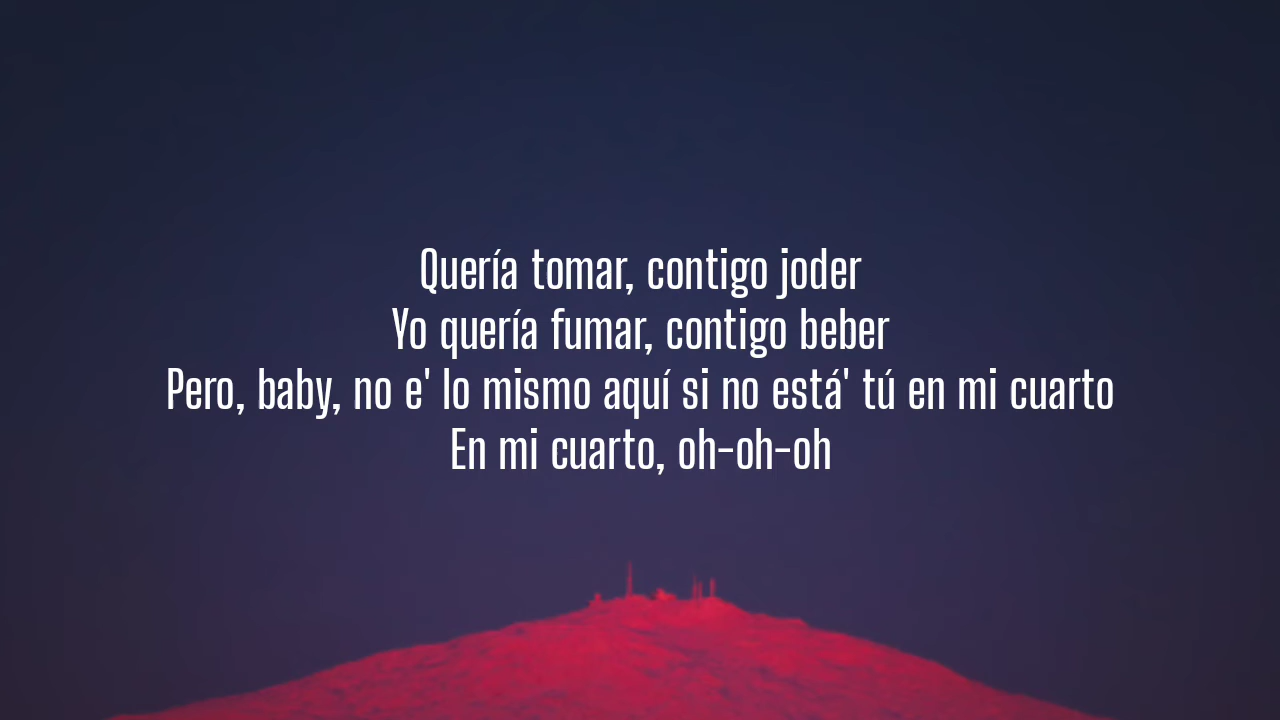 Quería tomar, contigo joder
Yo quería fumar, contigo beber
Pero, baby, no e' lo mismo aquí si no está' tú en mi cuarto
En mi cuarto, oh-oh-oh